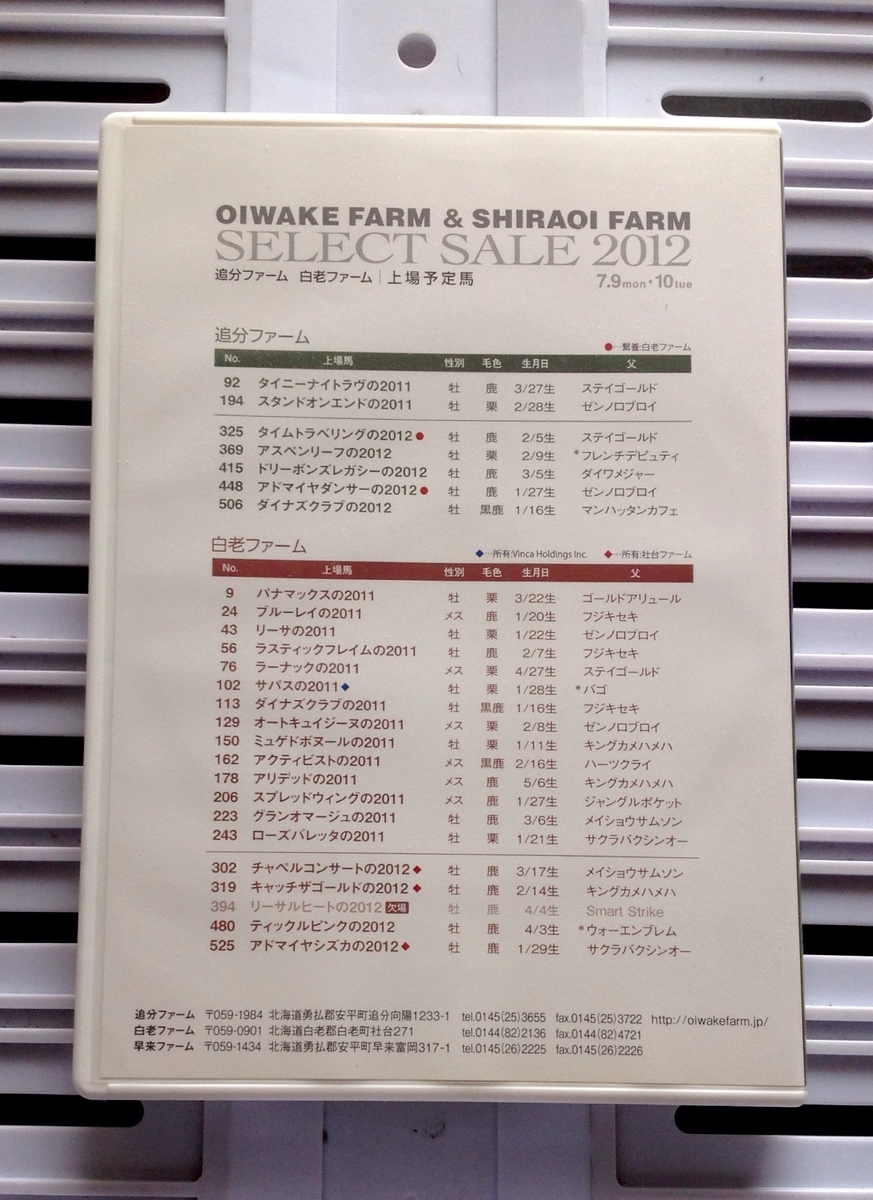 OIWAKE FARM & SHIRAOI FARM
SELECT SALE 2012
追分ファーム 白老ファーム | 上場予定馬 7.9mon・10tue
追分ファーム ●…繋養:白老ファーム
No. 上場馬 性別 毛色 生月日 父
92 タイニーナイトラヴの2011 牡 鹿 3/27生 ステイゴールド
194 スタンドオンエンドの2011 牡 栗 2/28生 ゼンノロブロイ
325 タイムトラベリングの2012● 牡 鹿 2/5生 ステイゴールド
369 アスペンリーフの2012 牡 栗 2/9生 *フレンチデピュティ
415 ドリーボンズレガシーの2012 牡 鹿 3/5生 ダイワメジャー
448 アドマイヤダンサーの2012● 牡 鹿 1/27生 ゼンノロブロイ
506 ダイナズクラブの2012 牡 黒鹿 1/16生 マンハッタンカフェ
白老ファーム ◆…所有:Vinca Holdings Inc. ◆…所有:社台ファーム
No. 上場馬 性別 毛色 生月日 父
9 パナマックスの2011 牡 栗 3/22生 ゴールドアリュール
24 ブルーレイの2011 メス 鹿 1/20生 フジキセキ
43 リーサの2011 牡 栗 1/22生 ゼンノロブロイ
56 ラスティックフレイムの2011 牡 鹿 2/7生 フジキセキ
76 ラーナックの2011 メス 栗 4/27生 ステイゴールド
102 サバスの2011◆ 牡 栗 1/28生 *バゴ
113 ダイナズクラブの2011 牡 黒鹿 1/16生 フジキセキ
129 オートキュイジーヌの2011 メス 栗 2/8生 ゼンノロブロイ
150 ミュゲドボヌールの2011 牡 栗 1/11生 キングカメハメハ
162 アクティビストの2011 メス 黒鹿 2/16生 ハーツクライ
178 アリデッドの2011 メス 鹿 5/6生 キングカメハメハ
206 スプレッドウィングの2011 メス 鹿 1/27生 ジャングルポケット
223 グランオマージュの2011 牡 鹿 3/6生 メイショウサムソン
243 ローズバレッタの2011 牡 栗 1/21生 サクラバクシンオー
302 チャペルコンサートの2012◆ 牡 鹿 3/17生 メイショウサムソン
319 キャッチザゴールドの2012◆ 牡 鹿 2/14生 キングカメハメハ
394 リーサルヒートの2012 欠場 牡 鹿 4/4生 Smart Strike
480 ティックルピンクの2012 牡 鹿 4/3生 *ウォーエンブレム
525 アドマイヤシズカの2012◆ 牡 鹿 1/29生 サクラバクシンオー
追分ファーム 〒059-1984 北海道勇払郡安平町追分向陽1233-1 tel.0145(25)3655 fax.0145(25)3722 http://oiwakefarm.jp/
白老ファーム 〒059-0901 北海道白老郡白老町社台271 tel.0144(82)2136 fax.0144(82)4721
早来ファーム 〒059-1434 北海道勇払郡安平町早来富岡317-1 tel.0145(26)2225 fax.0145(26)2226